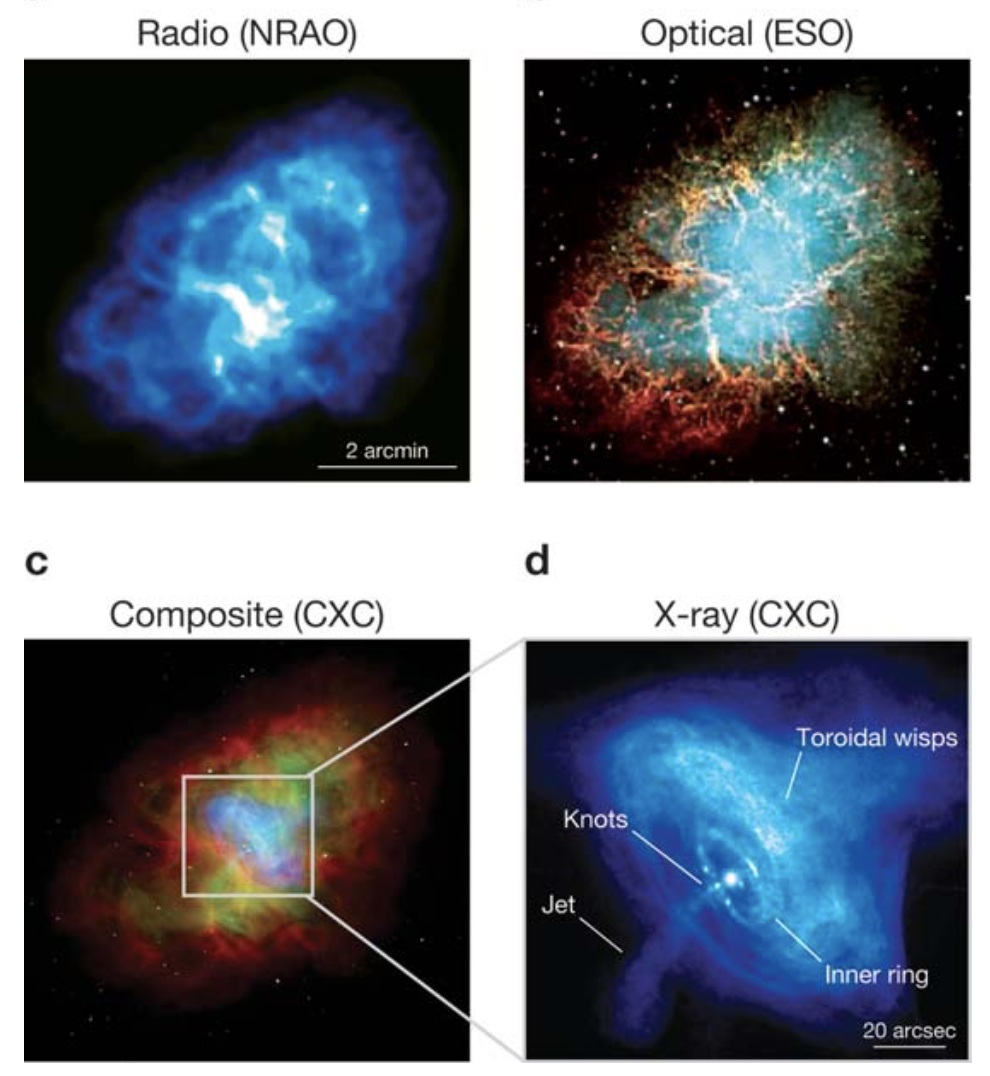 Radio (NRAO)
Optical (ESO)
2 arcmin
c
d
Composite (CXC)
X-ray (CXC)
Toroidal wisps
Knots
Jet
Inner ring
20 arcsec